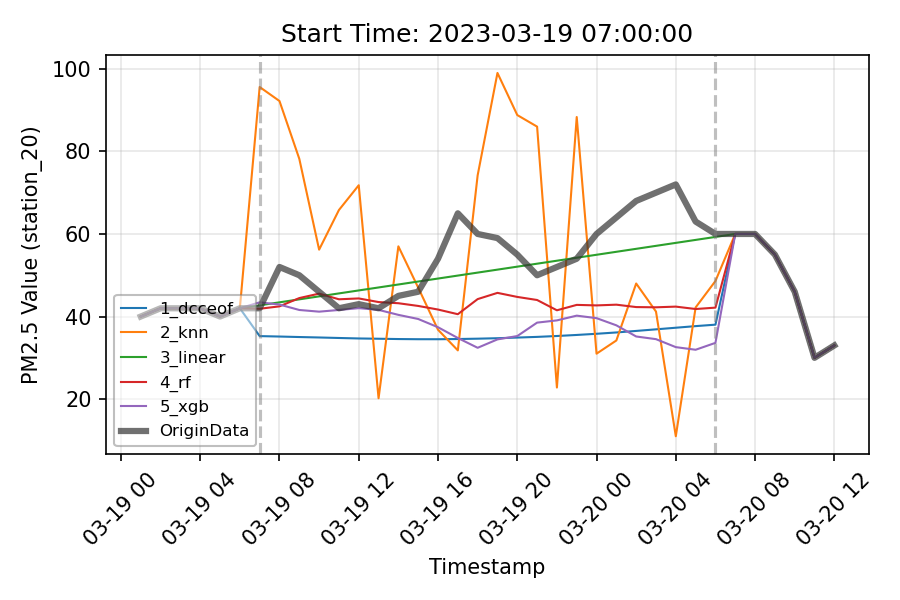 Start Time: 2023-03-19 07:00:00
PM2.5 Value (station_20)
100
80
60
40
20
1_dcceof
2_knn
3_linear
4_rf
5_xgb
OriginData
03-19 00
03-19 04
03-19 08
03-19 12
03-19 16
03-19 20
03-20 00
03-20 04
03-20 08
03-20 12
Timestamp